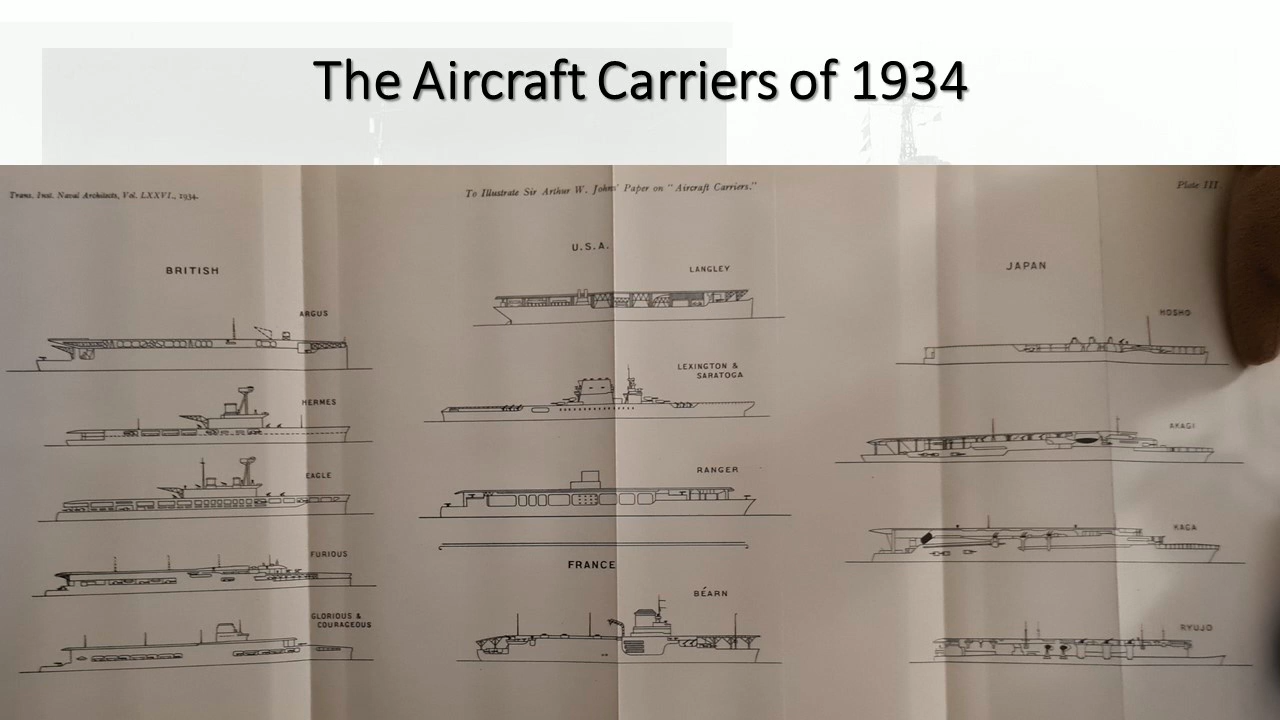 The Aircraft Carriers of 1934
Trans. Inst. Naval Architects, Vol. LXXVI., 1934.
To Illustrate Sir Arthur W. Johns' Paper on "Aircraft Carriers."
Plate III.
BRITISH
ARGUS
HERMES
EAGLE
FURIOUS
GLORIOUS &
COURAGEOUS
U.S.A.
LANGLEY
LEXINGTON &
SARATOGA
RANGER
FRANCE
BÉARN
JAPAN
HOSHO
AKAGI
KAGA
RYUJO